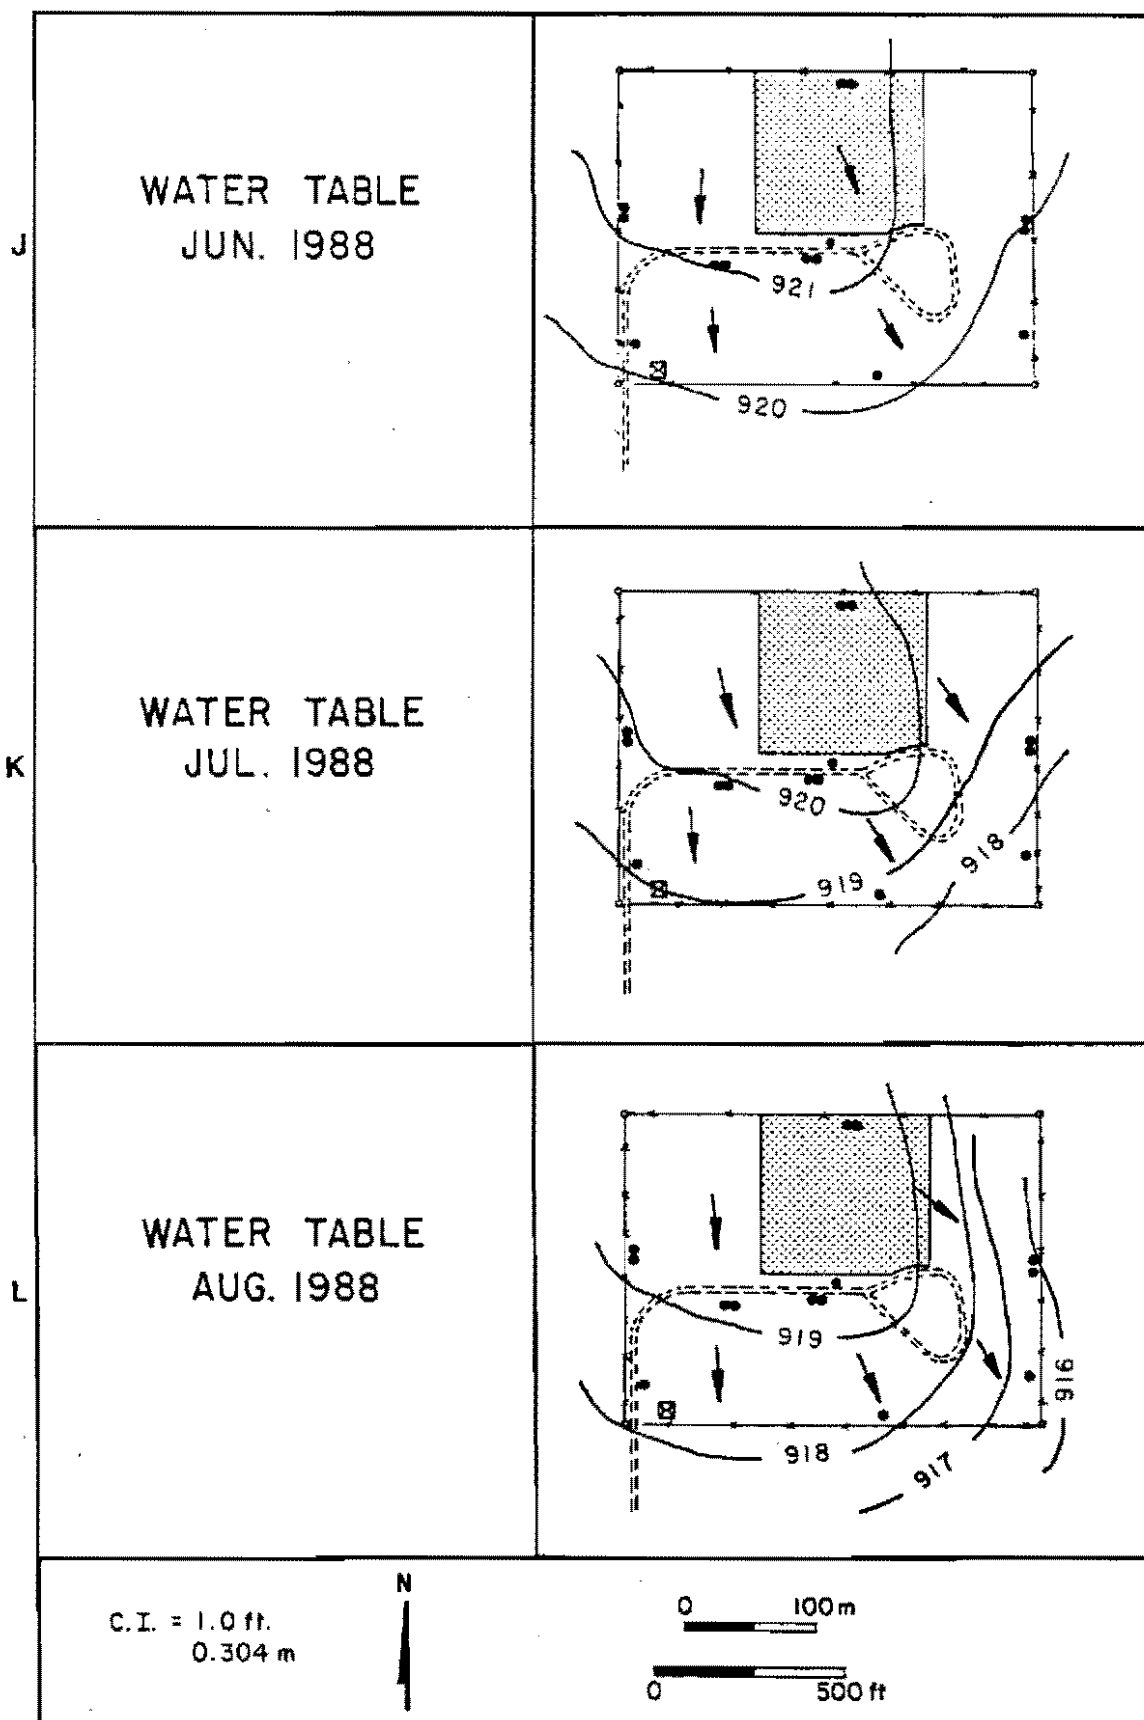 J
WATER TABLE
JUN. 1988
921
920
K
WATER TABLE
JUL. 1988
920
919
918
L
WATER TABLE
AUG. 1988
919
918
917
916
C.I. = 1.0 ft.
0.304 m
N
0 100 m
0 500 ft